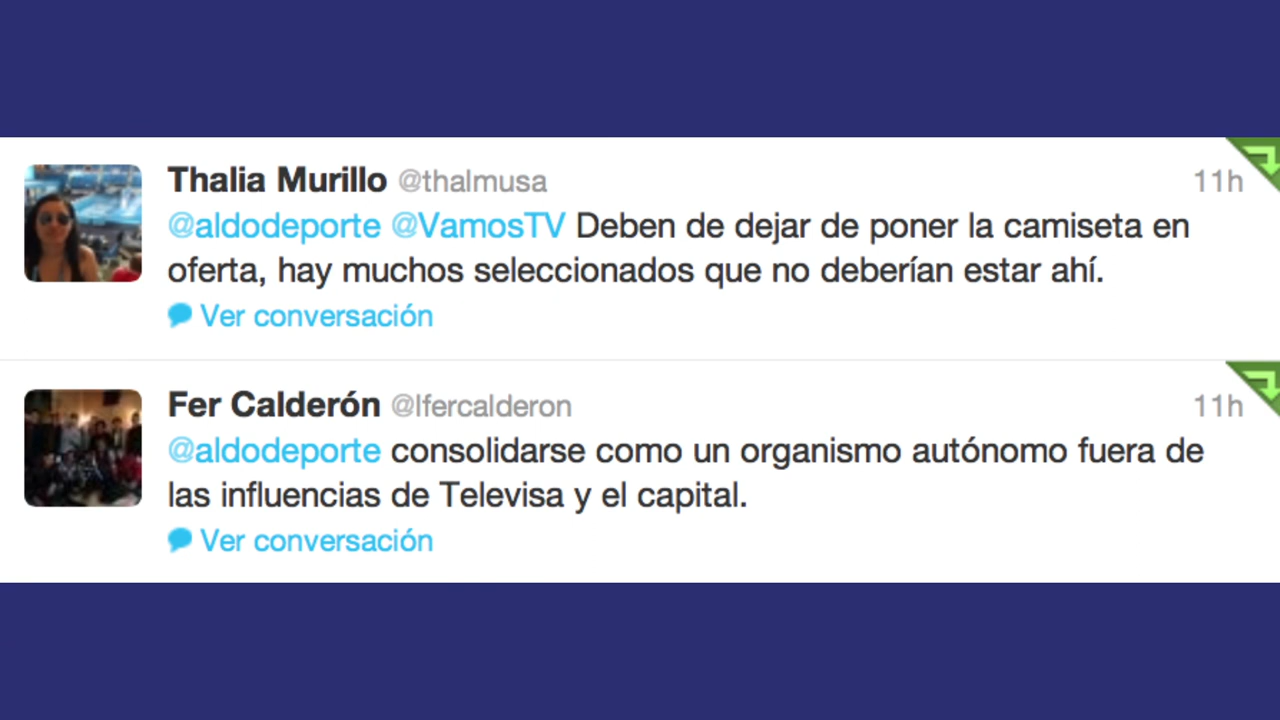 Thalia Murillo @thalmusa 11h
@aldodeporte @VamosTV Deben de dejar de poner la camiseta en
oferta, hay muchos seleccionados que no deberían estar ahí.
Ver conversación
Fer Calderón @lfercalderon 11h
@aldodeporte consolidarse como un organismo autónomo fuera de
las influencias de Televisa y el capital.
Ver conversación